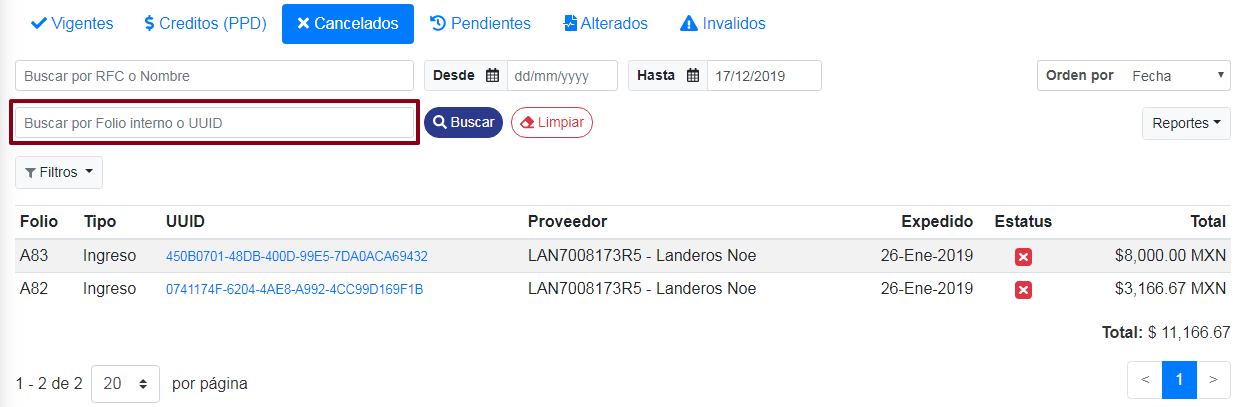 Vigentes Creditos (PPD) Cancelados Pendientes Alterados Invalidos
Buscar por RFC o Nombre Desde dd/mm/yyyy Hasta 17/12/2019 Orden por Fecha
Buscar por Folio interno o UUID Buscar Limpiar Reportes
Filtros
Folio Tipo UUID Proveedor Expedido Estatus Total
A83 Ingreso 450B0701-48DB-400D-99E5-7DA0ACA69432 LAN7008173R5 - Landeros Noe 26-Ene-2019 $8,000.00 MXN
A82 Ingreso 0741174F-6204-4AE8-A992-4CC99D169F1B LAN7008173R5 - Landeros Noe 26-Ene-2019 $3,166.67 MXN
Total: $ 11,166.67
1 - 2 de 2 20 por página < 1 >